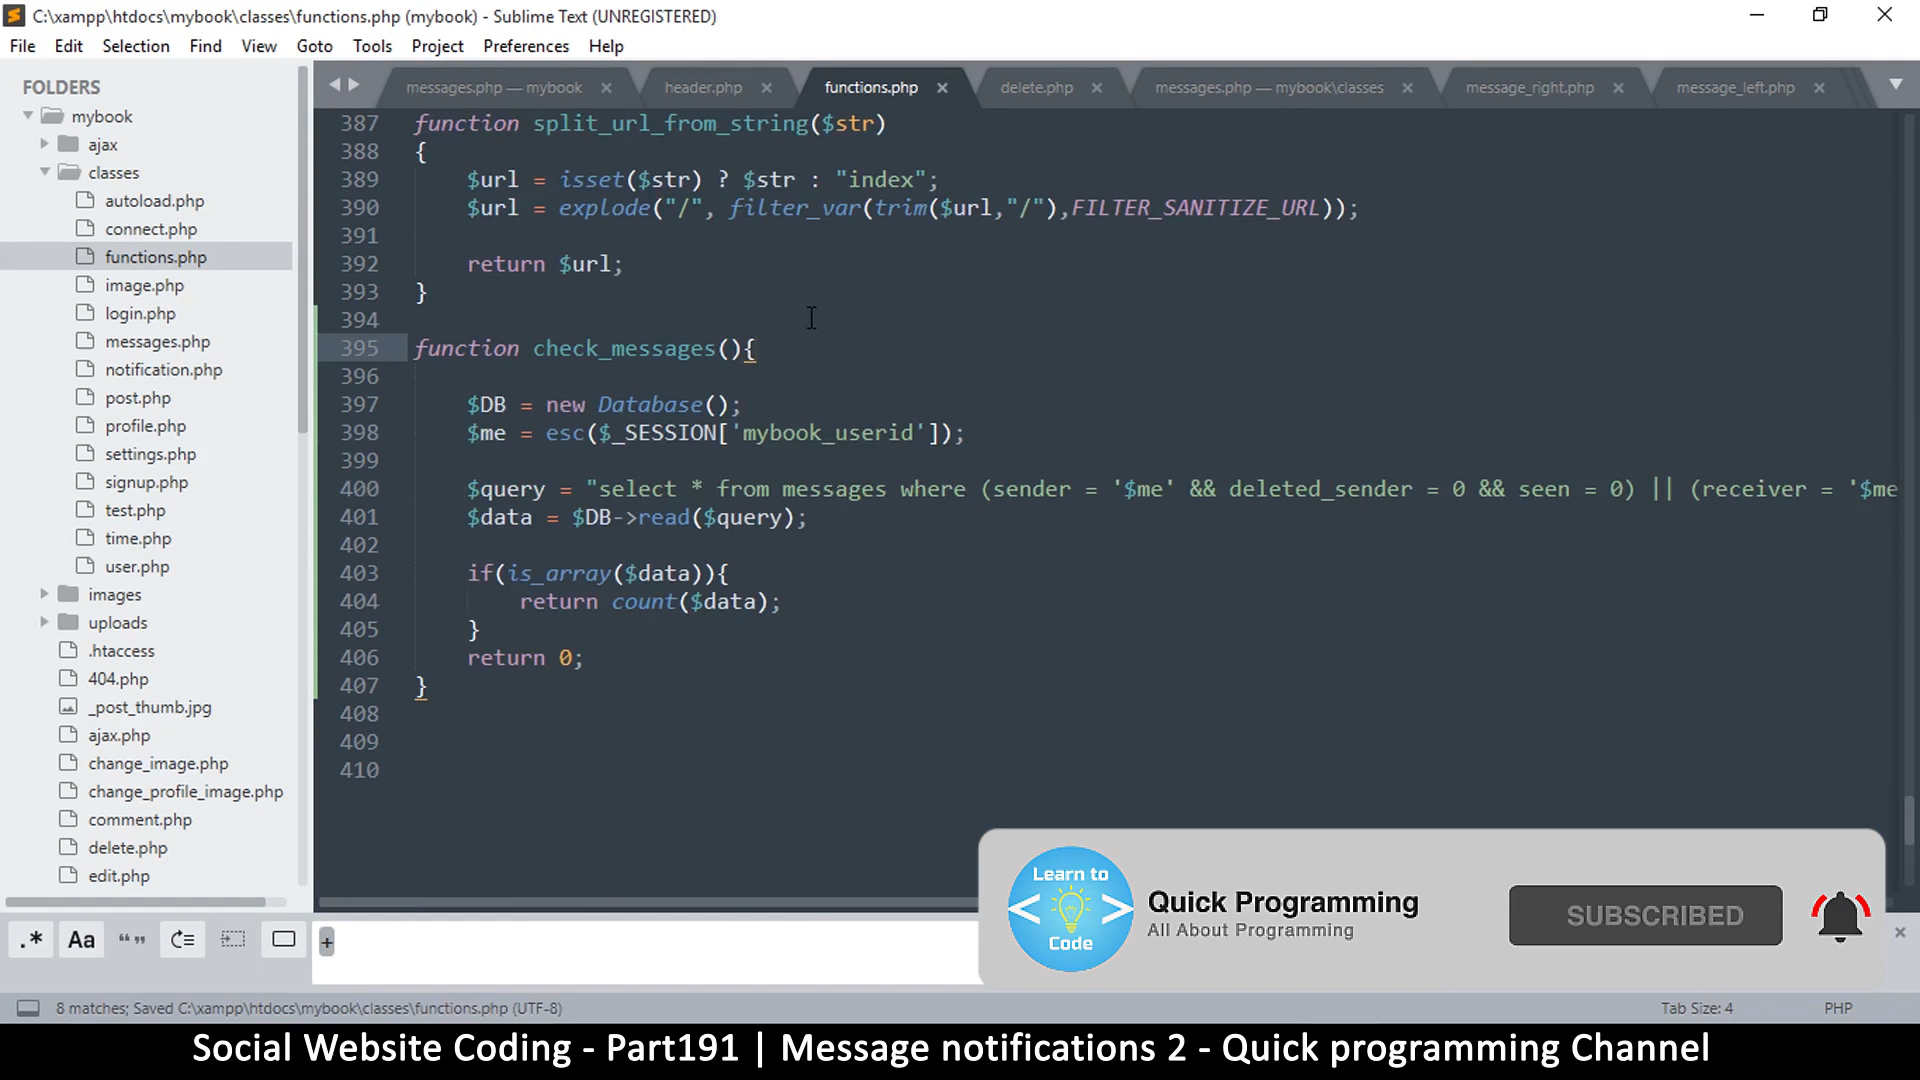 C:\xampp\htdocs\mybook\classes\functions.php (mybook) - Sublime Text (UNREGISTERED)
File Edit Selection Find View Goto Tools Project Preferences Help
FOLDERS
mybook
ajax
classes
autoload.php
connect.php
functions.php
image.php
login.php
messages.php
notification.php
post.php
profile.php
settings.php
signup.php
test.php
time.php
user.php
images
uploads
.htaccess
404.php
_post_thumb.jpg
ajax.php
change_image.php
change_profile_image.php
comment.php
delete.php
edit.php
messages.php — mybook header.php functions.php delete.php messages.php — mybook\classes message_right.php message_left.php
387 function split_url_from_string($str)
388 {
389 $url = isset($str) ? $str : "index";
390 $url = explode("/", filter_var(trim($url,"/"),FILTER_SANITIZE_URL));
391
392 return $url;
393 }
394
395 function check_messages(){
396
397 $DB = new Database();
398 $me = esc($_SESSION['mybook_userid']);
399
400 $query = "select * from messages where (sender = '$me' && deleted_sender = 0 && seen = 0) || (receiver = '$me
401 $data = $DB->read($query);
402
403 if(is_array($data)){
404 return count($data);
405 }
406 return 0;
407 }
408
409
410
Learn to
< >
Code
Quick Programming
All About Programming
SUBSCRIBED
.* Aa “ ”
8 matches; Saved C:\xampp\htdocs\mybook\classes\functions.php (UTF-8)
Tab Size: 4 PHP
Social Website Coding - Part191 | Message notifications 2 - Quick programming Channel